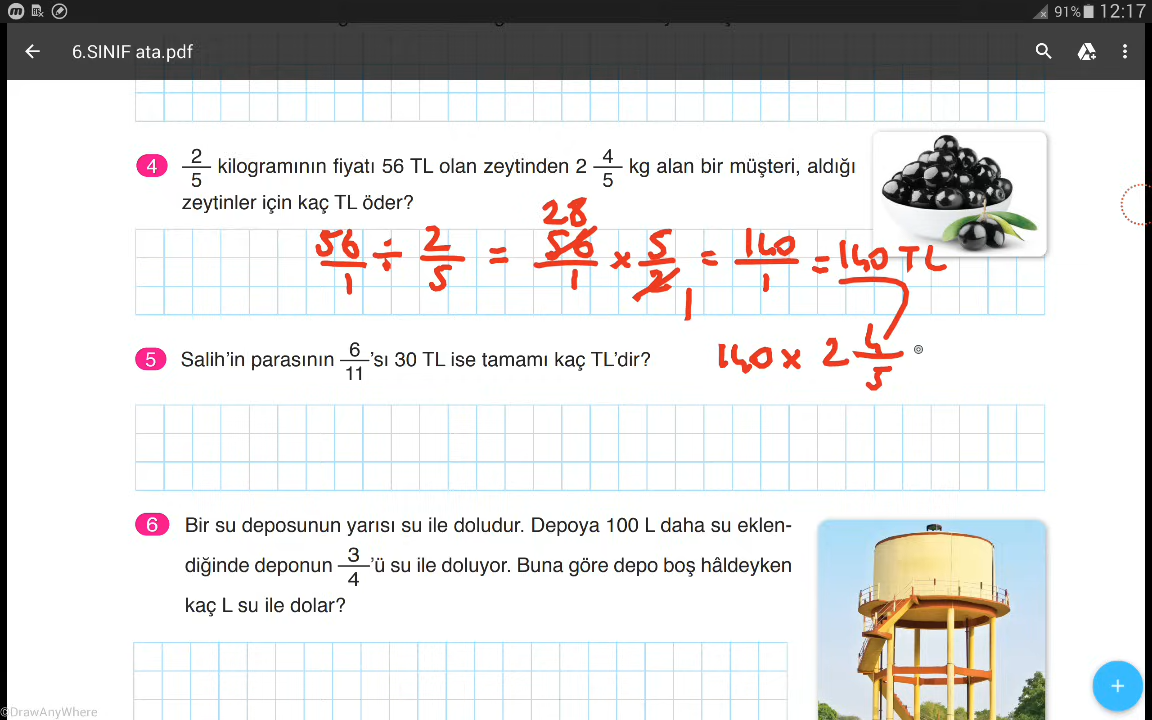 91% 12:17
6.SINIF ata.pdf
4 2/5 kilogramının fiyatı 56 TL olan zeytinden 2 4/5 kg alan bir müşteri, aldığı
zeytinler için kaç TL öder?
56/1 ÷ 2/5 = 28 56/1 × 5/2 1 = 140/1 = 140 TL
140 × 2 4/5
5 Salih'in parasının 6/11'sı 30 TL ise tamamı kaç TL'dir?
6 Bir su deposunun yarısı su ile doludur. Depoya 100 L daha su eklen-
diğinde deponun 3/4'ü su ile doluyor. Buna göre depo boş hâldeyken
kaç L su ile dolar?
©DrawAnyWhere